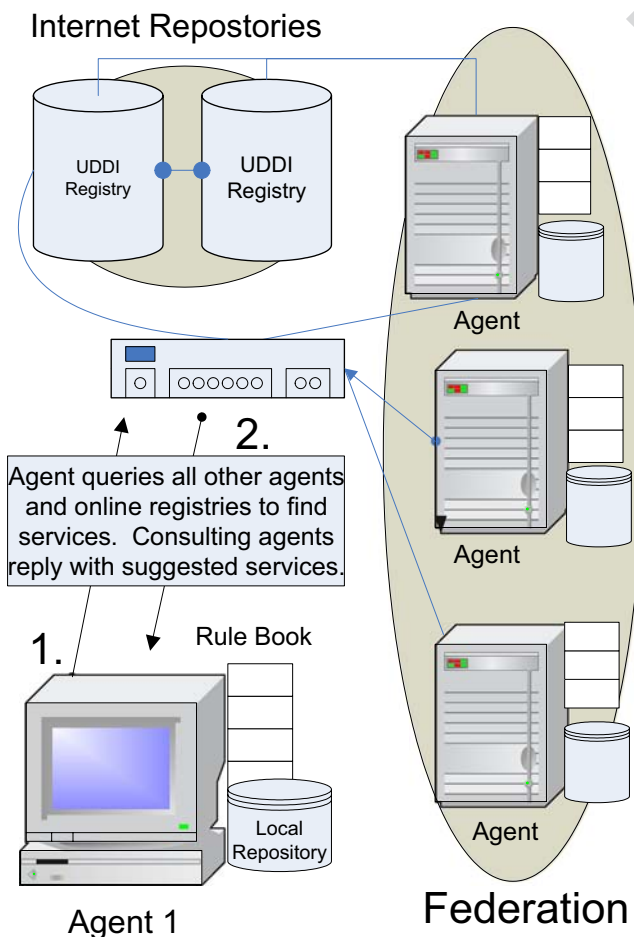 Internet Repostories
UDDI
Registry
UDDI
Registry
Agent
2.
Agent queries all other agents
and online registries to find
services. Consulting agents
reply with suggested services.
Agent
1.
Rule Book
Local
Repository
Agent
Agent 1
Federation